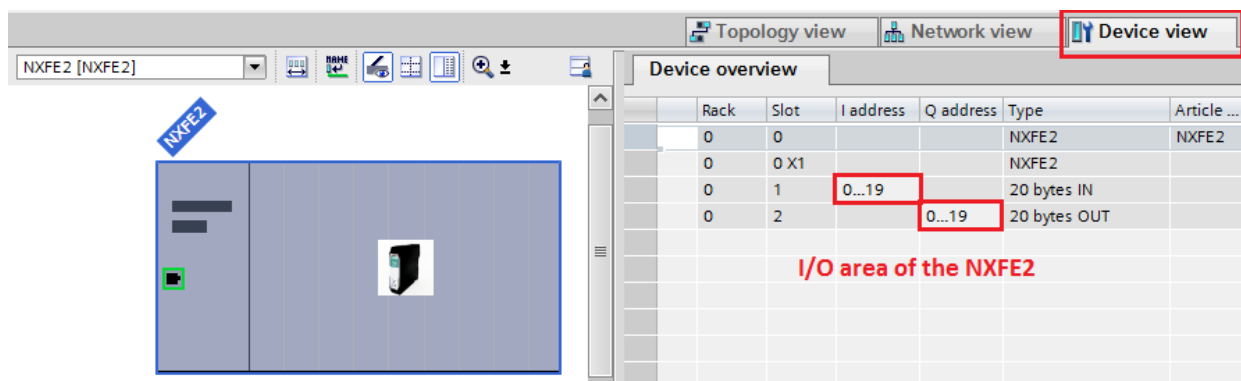 Topology view Network view Device view
NXFE2 [NXFE2] NAME ±
Device overview
Rack Slot I address Q address Type Article ...
NXFE2
0 0 NXFE2 NXFE2
0 0 X1 NXFE2
0 1 0...19 20 bytes IN
0 2 0...19 20 bytes OUT
I/O area of the NXFE2